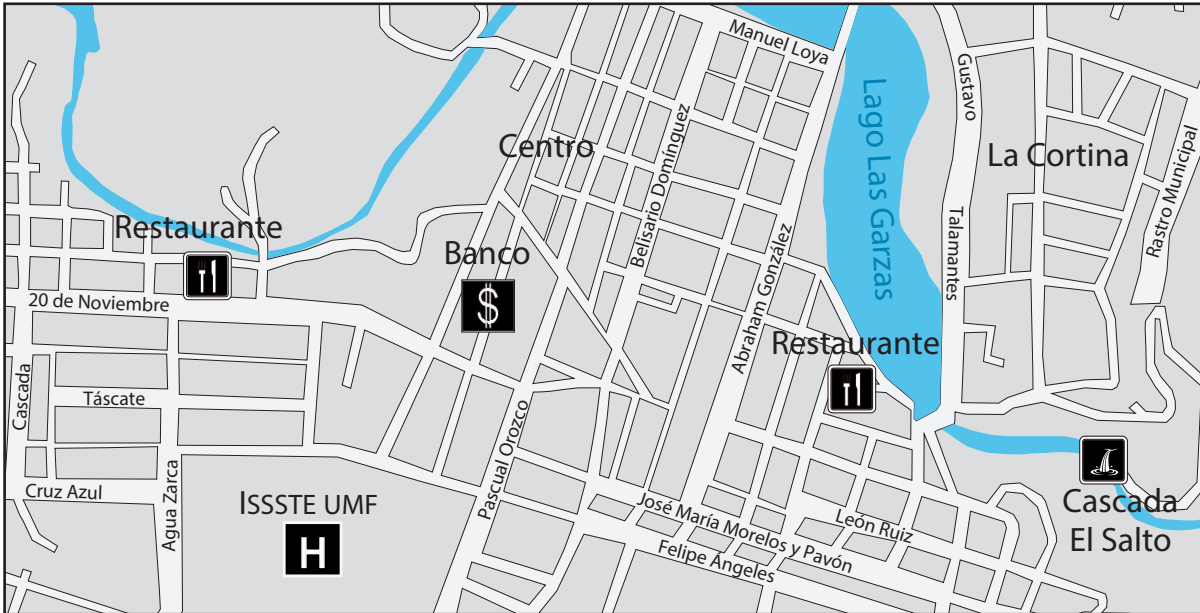 Manuel Loya
Gustavo
Centro
La Cortina
Lago Las Garzas
Belisario Domínguez
Rastro Municipal
Restaurante
Talamantes
Banco
$
20 de Noviembre
Abraham González
Restaurante
Cascada
Táscate
Pascual Orozco
Cruz Azul
Agua Zarca
ISSSTE UMF
H
José María Morelos y Pavón
León Ruiz
Felipe Ángeles
Cascada
El Salto